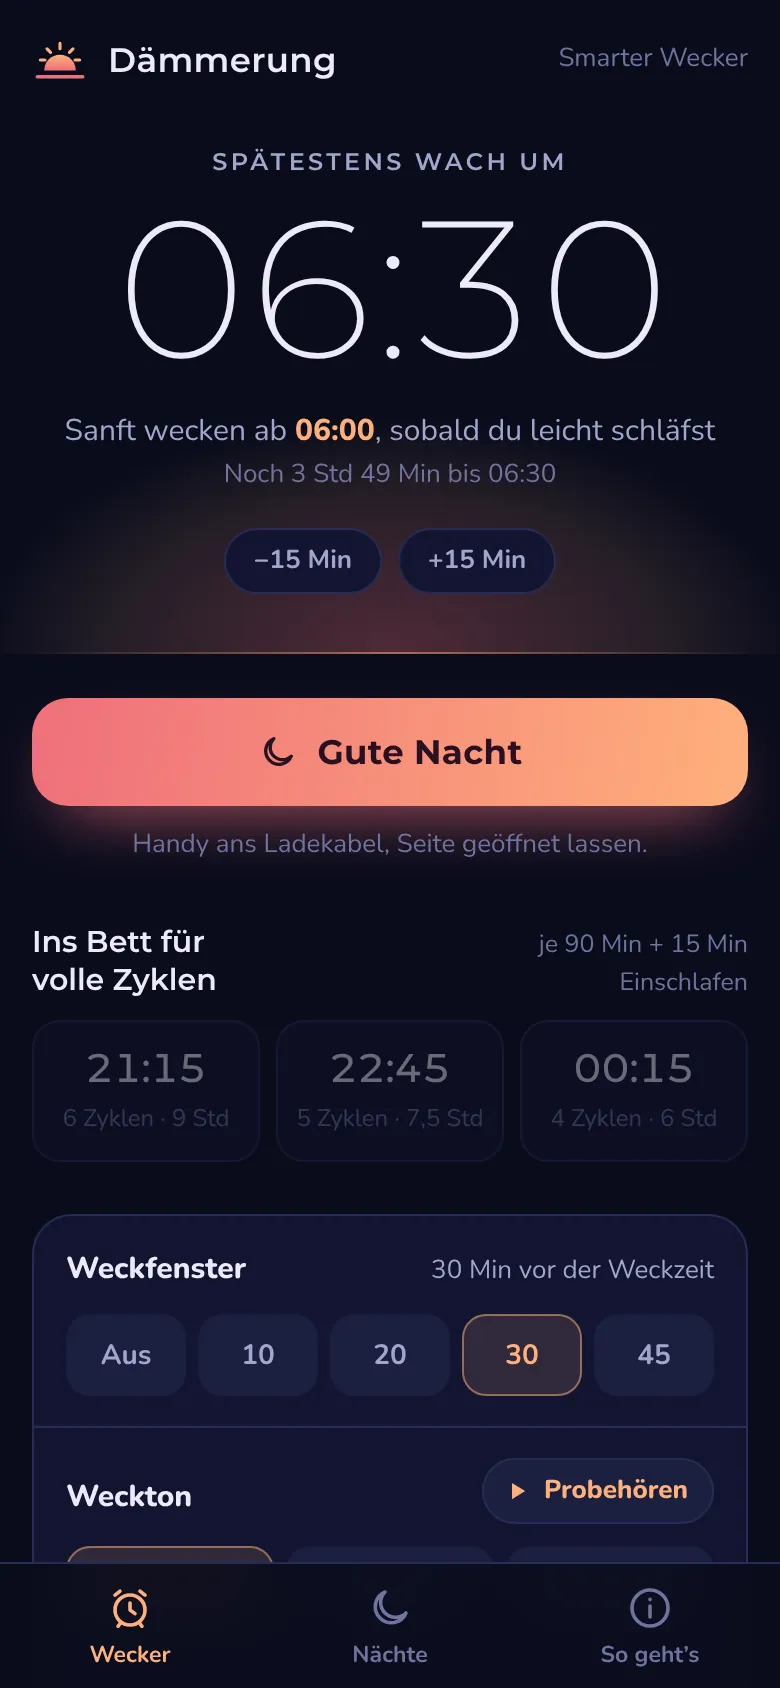 Dämmerung
Smarter Wecker
SPÄTESTENS WACH UM
06:30
Sanft wecken ab 06:00, sobald du leicht schläfst
Noch 3 Std 49 Min bis 06:30
−15 Min
+15 Min
Gute Nacht
Handy ans Ladekabel, Seite geöffnet lassen.
Ins Bett für
volle Zyklen
je 90 Min + 15 Min
Einschlafen
21:15
6 Zyklen · 9 Std
22:45
5 Zyklen · 7,5 Std
00:15
4 Zyklen · 6 Std
Weckfenster
30 Min vor der Weckzeit
Aus
10
20
30
45
Weckton
Probehören
Wecker
Nächte
So geht’s